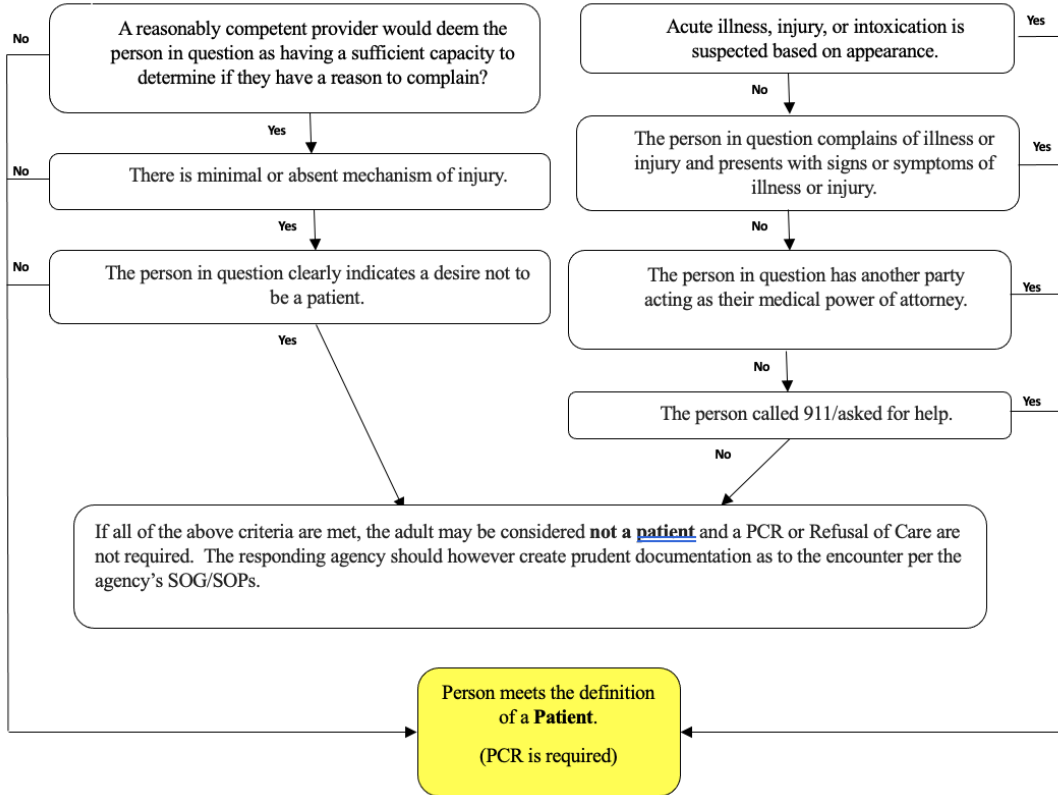 No
A reasonably competent provider would deem the
person in question as having a sufficient capacity to
determine if they have a reason to complain?
Yes
No
There is minimal or absent mechanism of injury.
Yes
No
The person in question clearly indicates a desire not to
be a patient.
Yes
Acute illness, injury, or intoxication is
suspected based on appearance.
Yes
No
The person in question complains of illness or
injury and presents with signs or symptoms of
illness or injury.
Yes
No
The person in question has another party
acting as their medical power of attorney.
Yes
No
The person called 911/asked for help.
Yes
No
If all of the above criteria are met, the adult may be considered not a patient and a PCR or Refusal of Care are
not required. The responding agency should however create prudent documentation as to the encounter per the
agency’s SOG/SOPs.
Person meets the definition
of a Patient.
(PCR is required)